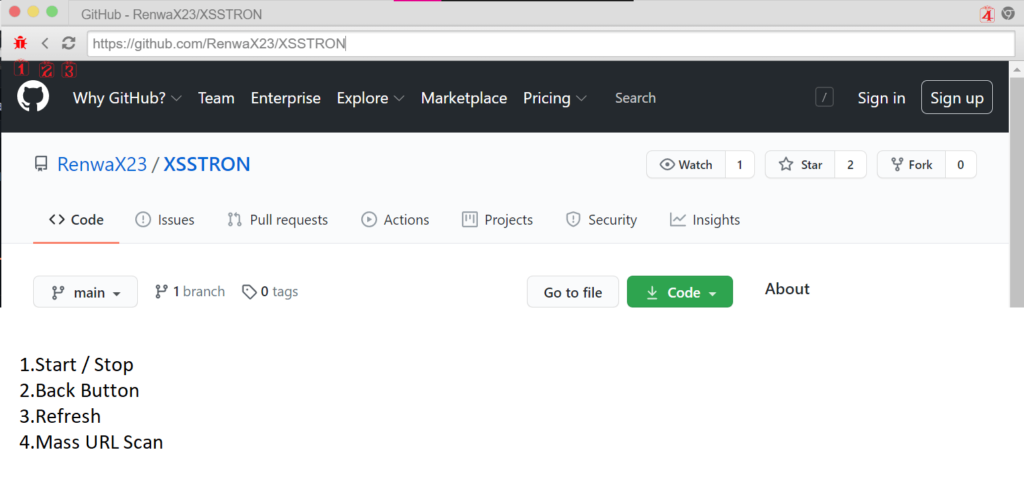 GitHub - RenwaX23/XSSTRON
4
https://github.com/RenwaX23/XSSTRON
1 2 3
Why GitHub? Team Enterprise Explore Marketplace Pricing Search / Sign in Sign up
RenwaX23 / XSSTRON Watch 1 Star 2 Fork 0
<> Code Issues Pull requests Actions Projects Security Insights
main 1 branch 0 tags Go to file Code About
1.Start / Stop
2.Back Button
3.Refresh
4.Mass URL Scan